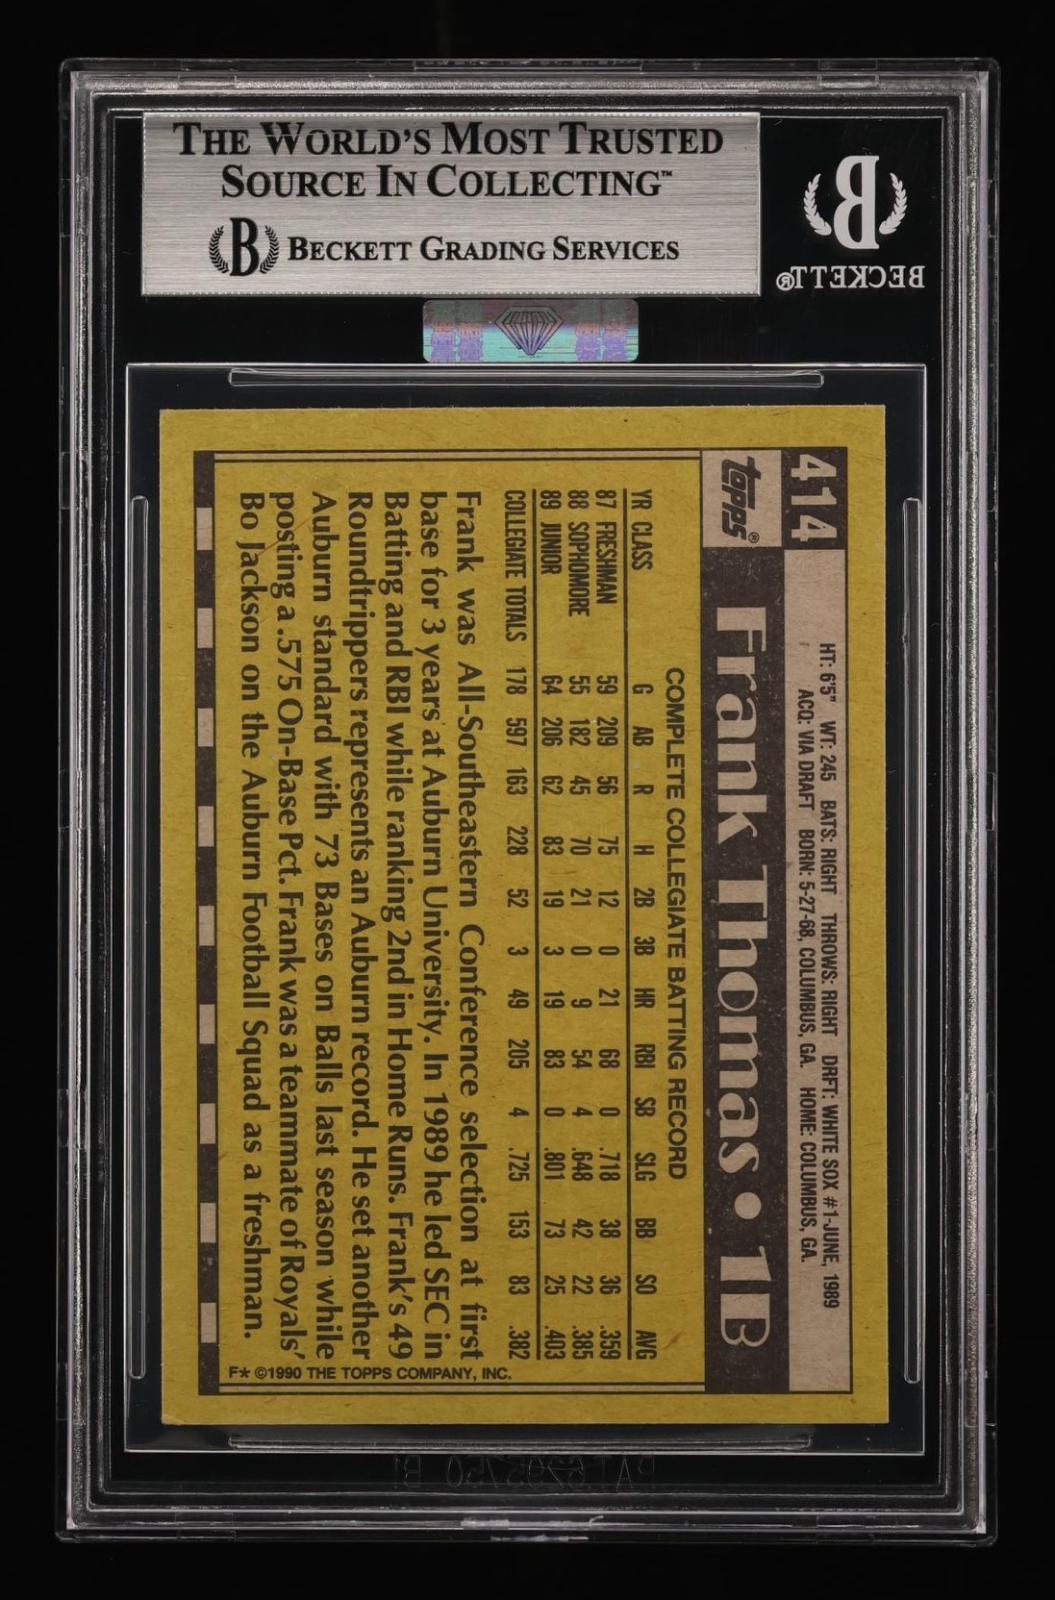 THE WORLD'S MOST TRUSTED
SOURCE IN COLLECTING™
B BECKETT GRADING SERVICES
B
BECKETT®
414
HT: 6'5" WT: 245 BATS: RIGHT THROWS: RIGHT DRFT: WHITE SOX #1-JUNE, 1989
ACQ: VIA DRAFT BORN: 5-27-68, COLUMBUS, GA. HOME: COLUMBUS, GA.
topps® Frank Thomas • 1B
COMPLETE COLLEGIATE BATTING RECORD
YR CLASS G AB R H 2B 3B HR RBI SB SLG BB SO AVG
87 FRESHMAN 59 209 56 75 12 0 21 68 0 .718 38 36 .359
88 SOPHOMORE 55 182 45 70 21 0 9 54 4 .648 42 22 .385
89 JUNIOR 64 206 62 83 19 3 19 83 0 .801 73 25 .403
COLLEGIATE TOTALS 178 597 163 228 52 3 49 205 4 .725 153 83 .382
Frank was All-Southeastern Conference selection at first
base for 3 years at Auburn University. In 1989 he led SEC in
Batting and RBI while ranking 2nd in Home Runs. Frank's 49
Roundtrippers represents an Auburn record. He set another
Auburn standard with 73 Bases on Balls last season while
posting a .575 On-Base Pct. Frank was a teammate of Royals'
Bo Jackson on the Auburn Football Squad as a freshman.
F* ©1990 THE TOPPS COMPANY, INC.